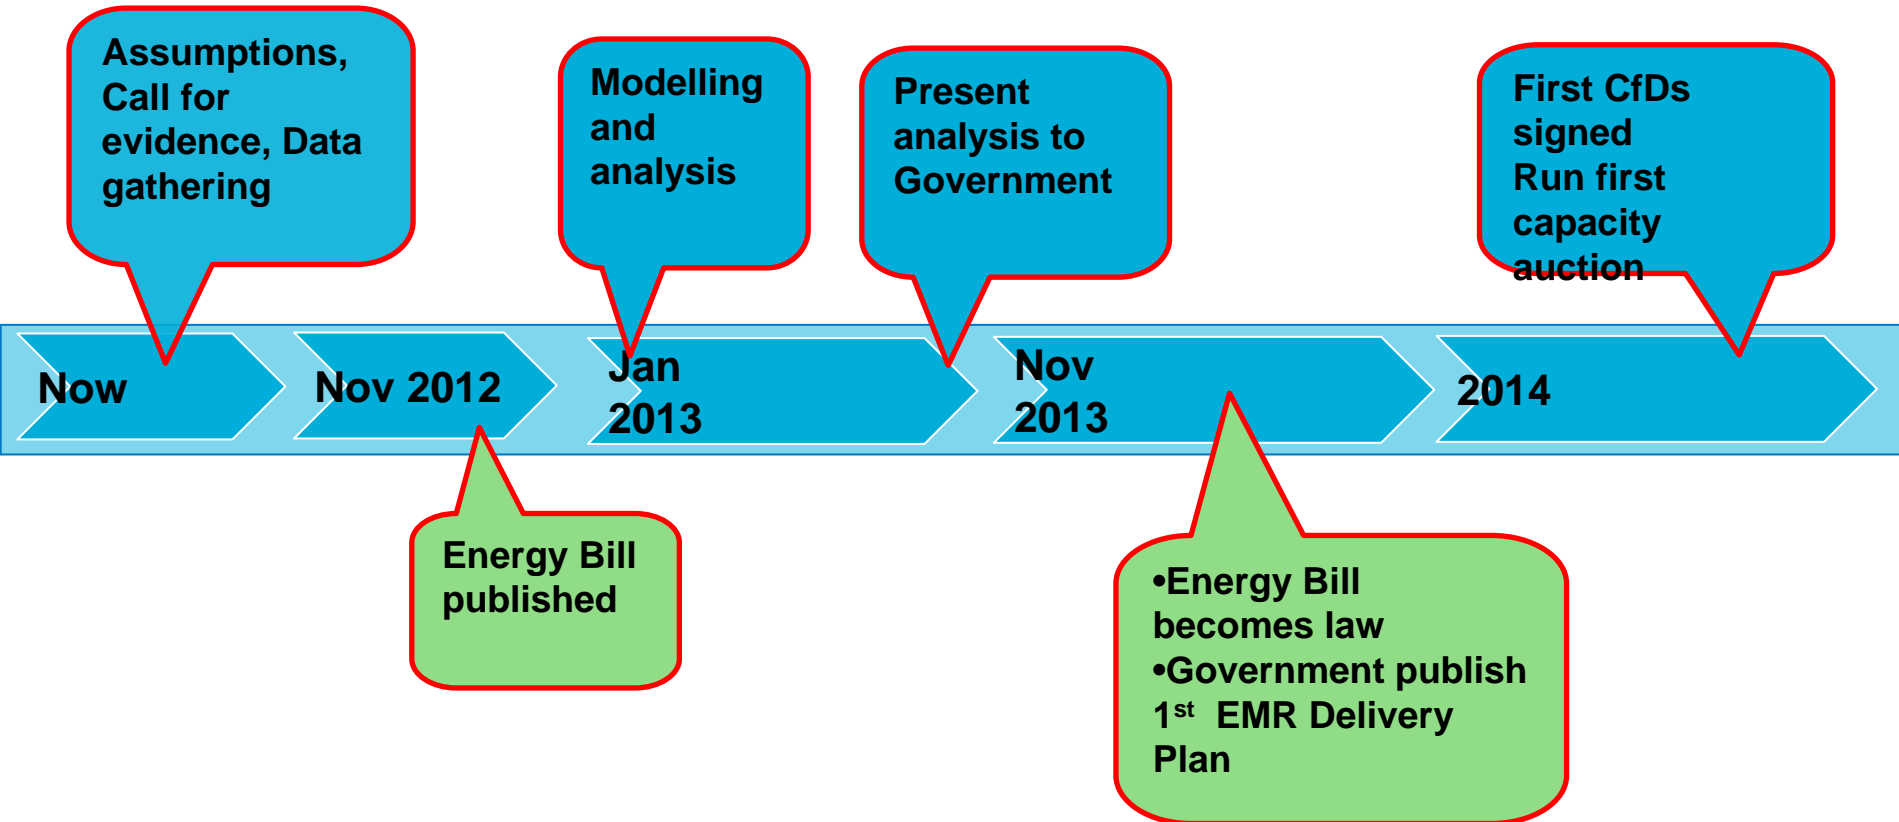 Assumptions,
Call for
evidence, Data
gathering
Modelling
and
analysis
Present
analysis to
Government
First CfDs
signed
Run first
capacity
auction
Now
Nov 2012
Jan
2013
Nov
2013
2014
Energy Bill
published
•Energy Bill
becomes law
•Government publish
1st EMR Delivery
Plan